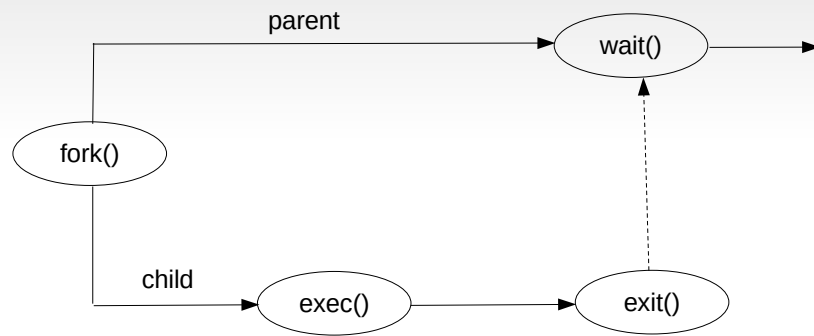 parent
wait()
fork()
child
exec()
exit()